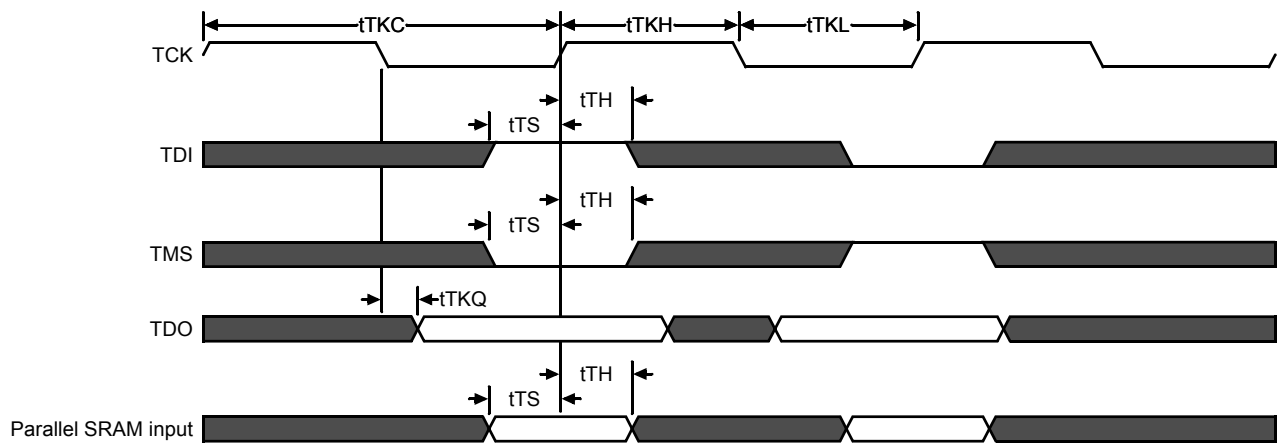 tTKC tTKH tTKL
TCK
tTH
tTS
TDI
tTH
tTS
TMS
tTKQ
TDO
tTH
tTS
Parallel SRAM input